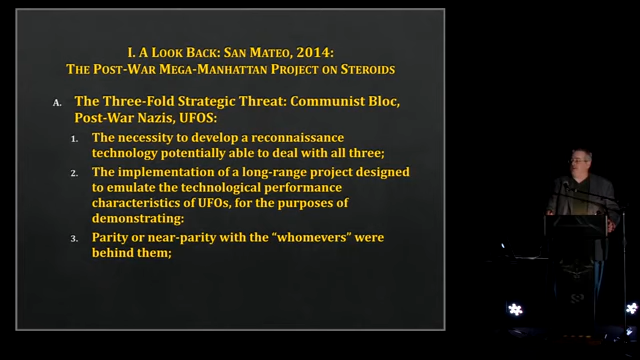 I. A LOOK BACK: SAN MATEO, 2014:
THE POST-WAR MEGA-MANHATTAN PROJECT ON STEROIDS
A. The Three-Fold Strategic Threat: Communist Bloc,
Post-War Nazis, UFOS:
1. The necessity to develop a reconnaissance
technology potentially able to deal with all three;
2. The implementation of a long-range project designed
to emulate the technological performance
characteristics of UFOs, for the purposes of
demonstrating:
3. Parity or near-parity with the “whomevers” were
behind them;